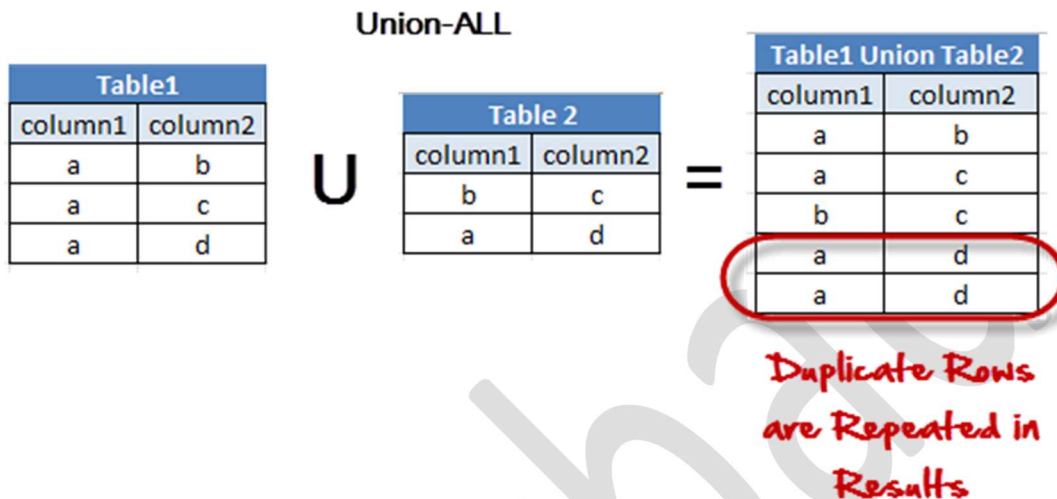 Union-ALL
Table1
column1 column2
a b
a c
a d
U
Table 2
column1 column2
b c
a d
=
Table1 Union Table2
column1 column2
a b
a c
b c
a d
a d
Duplicate Rows
are Repeated in
Results